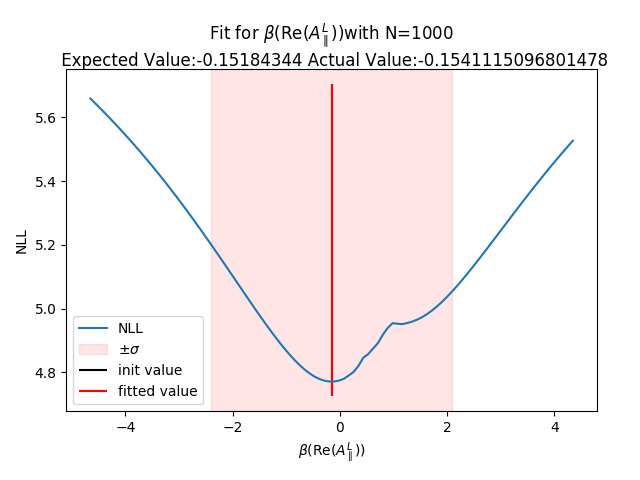 Fit for β(Re(A∥ᴸ))with N=1000
Expected Value:-0.15184344 Actual Value:-0.1541115096801478
NLL
5.6
5.4
5.2
5.0
4.8
NLL
±σ
init value
fitted value
−4
−2
0
2
4
β(Re(A∥ᴸ))